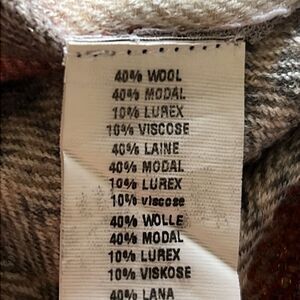 40% WOOL
40% MODAL
10% LUREX
10% VISCOSE
40% LAINE
40% MODAL
10% LUREX
10% viscose
40% WOLLE
40% MODAL
10% LUREX
10% VISKOSE
40% LANA